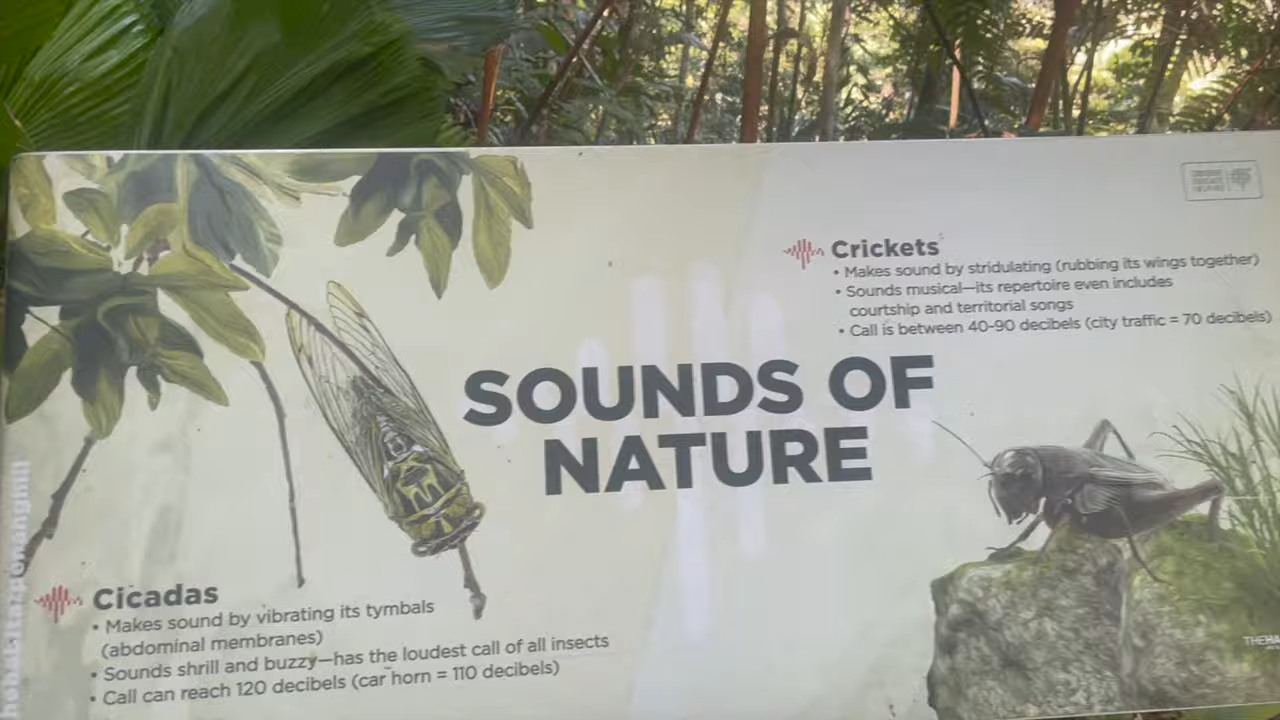 Crickets
• Makes sound by stridulating (rubbing its wings together)
• Sounds musical—its repertoire even includes
courtship and territorial songs
• Call is between 40-90 decibels (city traffic = 70 decibels)
SOUNDS OF
NATURE
Cicadas
• Makes sound by vibrating its tymbals
(abdominal membranes)
• Sounds shrill and buzzy—has the loudest call of all insects
• Call can reach 120 decibels (car horn = 110 decibels)